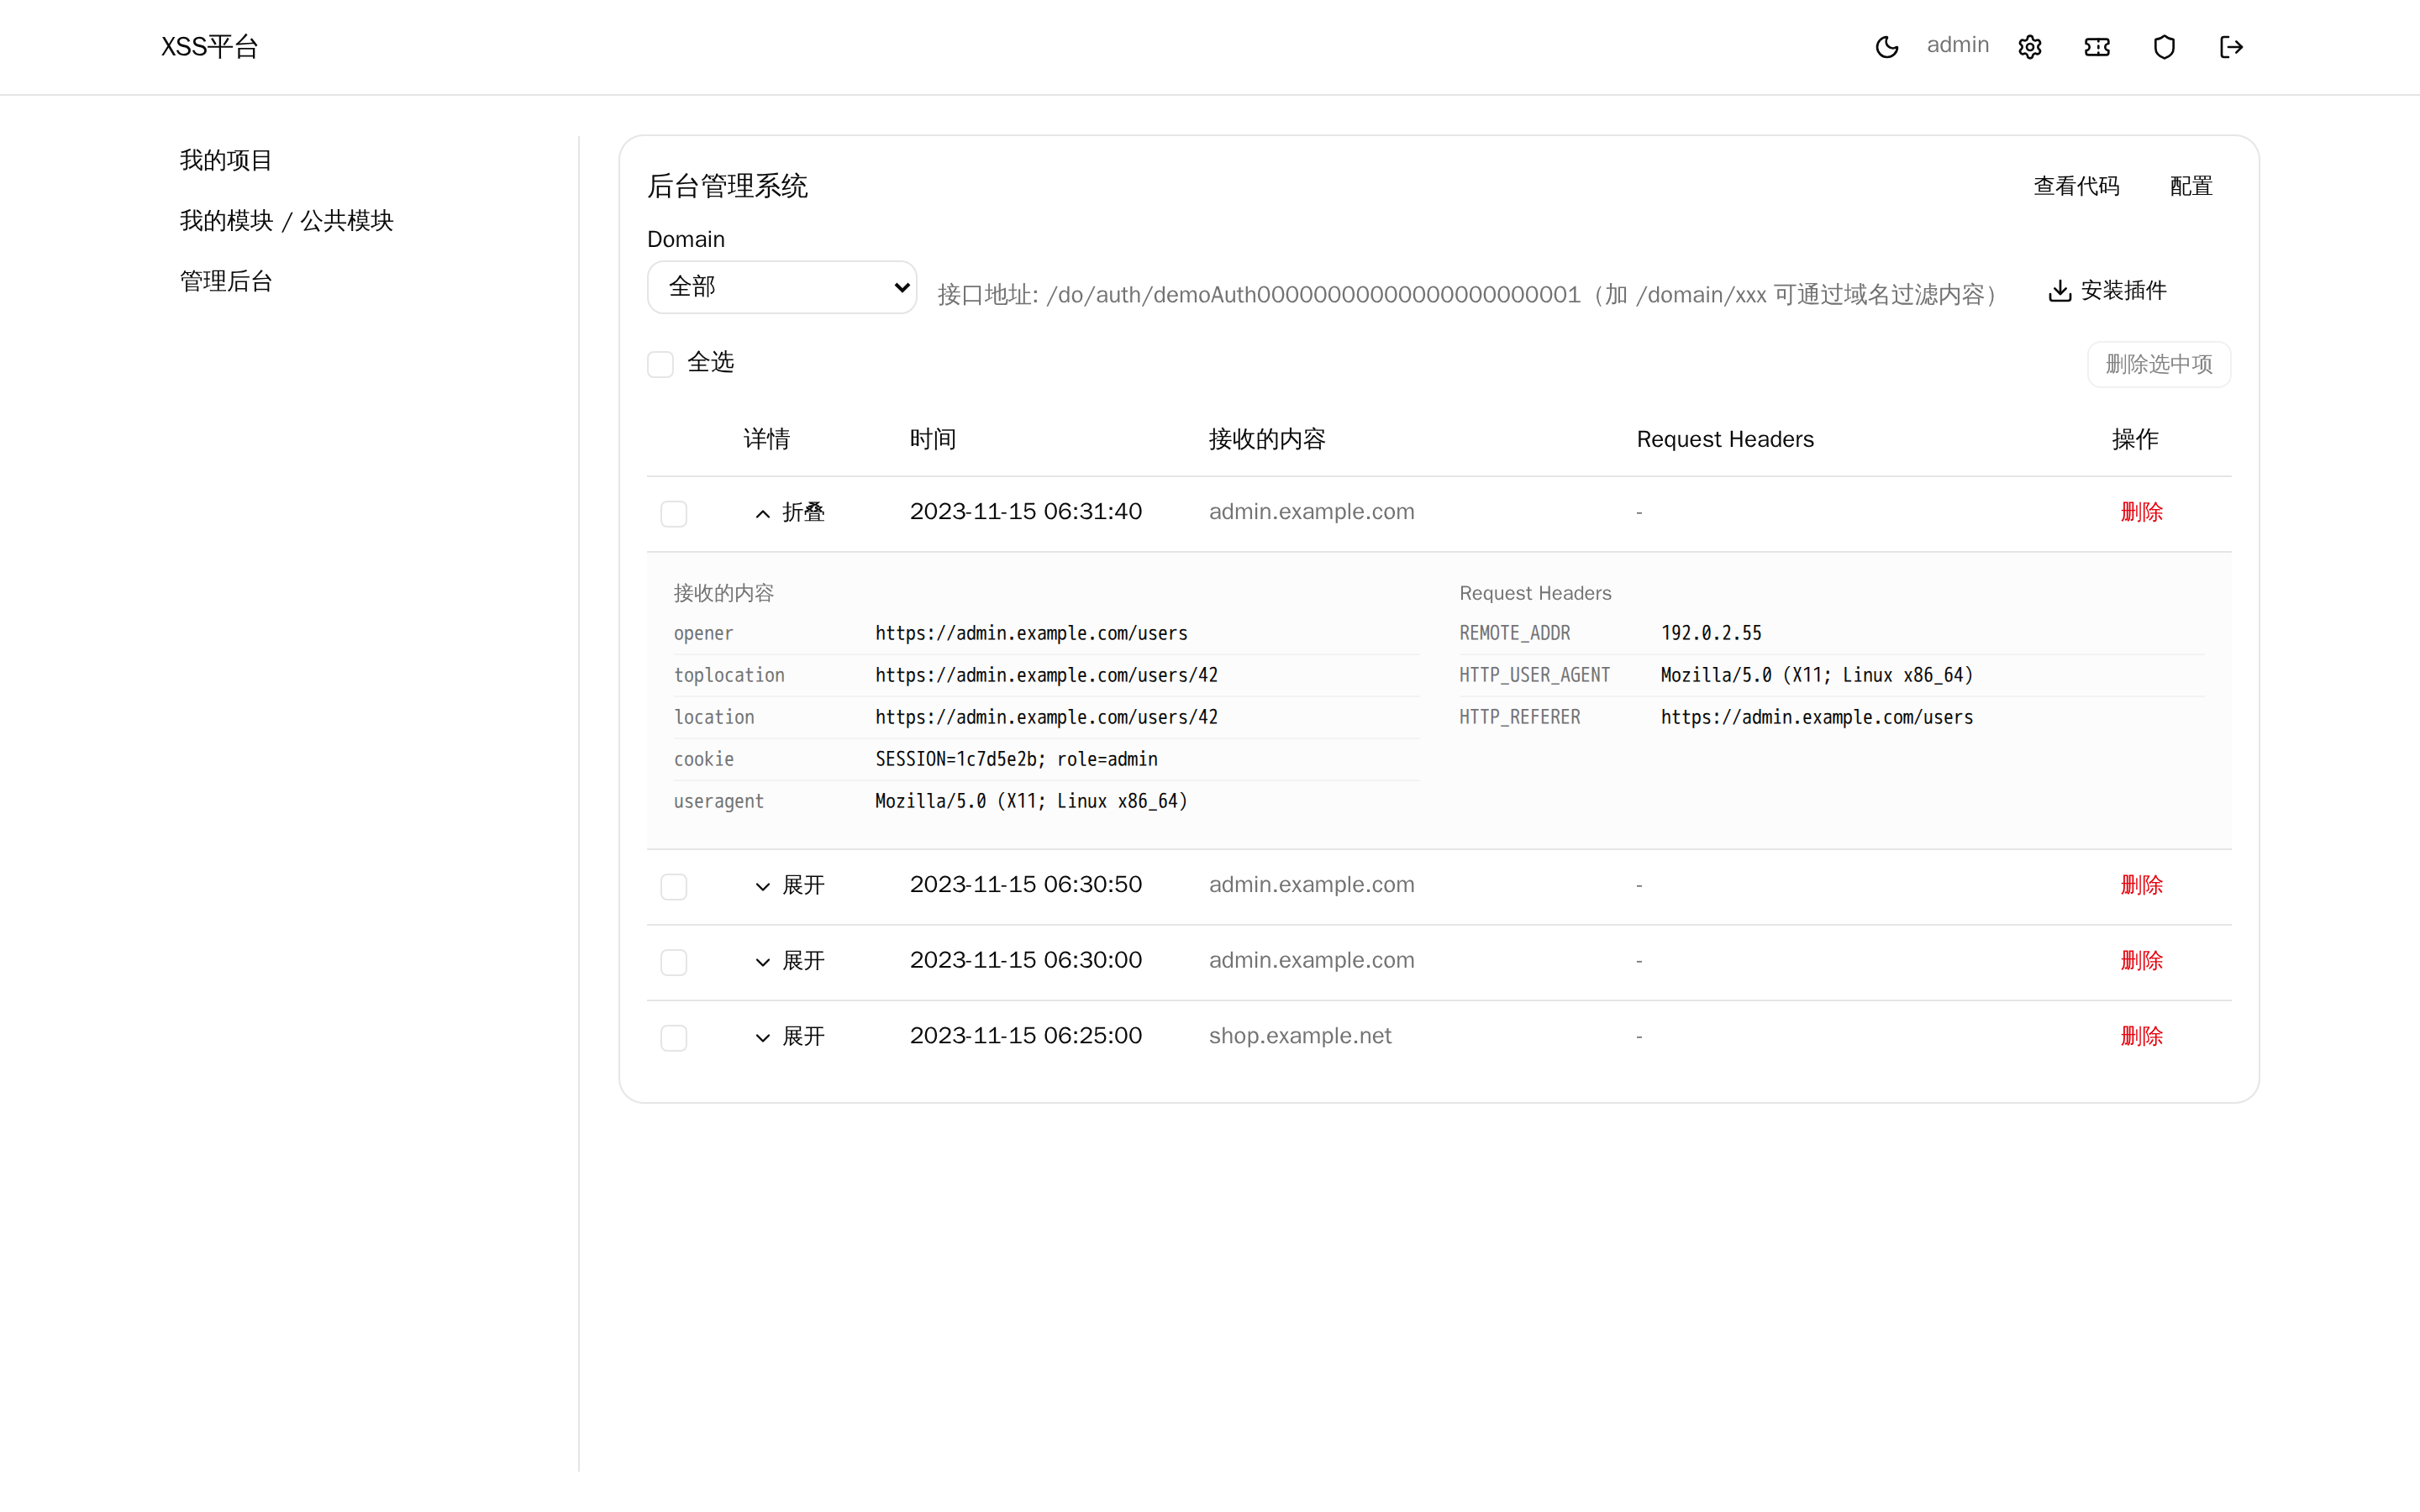 XSS平台
admin
我的项目
我的模块 / 公共模块
管理后台
后台管理系统
查看代码
配置
Domain
全部
接口地址: /do/auth/demoAuth00000000000000000000001（加 /domain/xxx 可通过域名过滤内容）
安装插件
全选
删除选中项
详情 时间 接收的内容 Request Headers 操作
折叠 2023-11-15 06:31:40 admin.example.com - 删除
接收的内容
opener https://admin.example.com/users
toplocation https://admin.example.com/users/42
location https://admin.example.com/users/42
cookie SESSION=1c7d5e2b; role=admin
useragent Mozilla/5.0 (X11; Linux x86_64)
Request Headers
REMOTE_ADDR 192.0.2.55
HTTP_USER_AGENT Mozilla/5.0 (X11; Linux x86_64)
HTTP_REFERER https://admin.example.com/users
展开 2023-11-15 06:30:50 admin.example.com - 删除
展开 2023-11-15 06:30:00 admin.example.com - 删除
展开 2023-11-15 06:25:00 shop.example.net - 删除